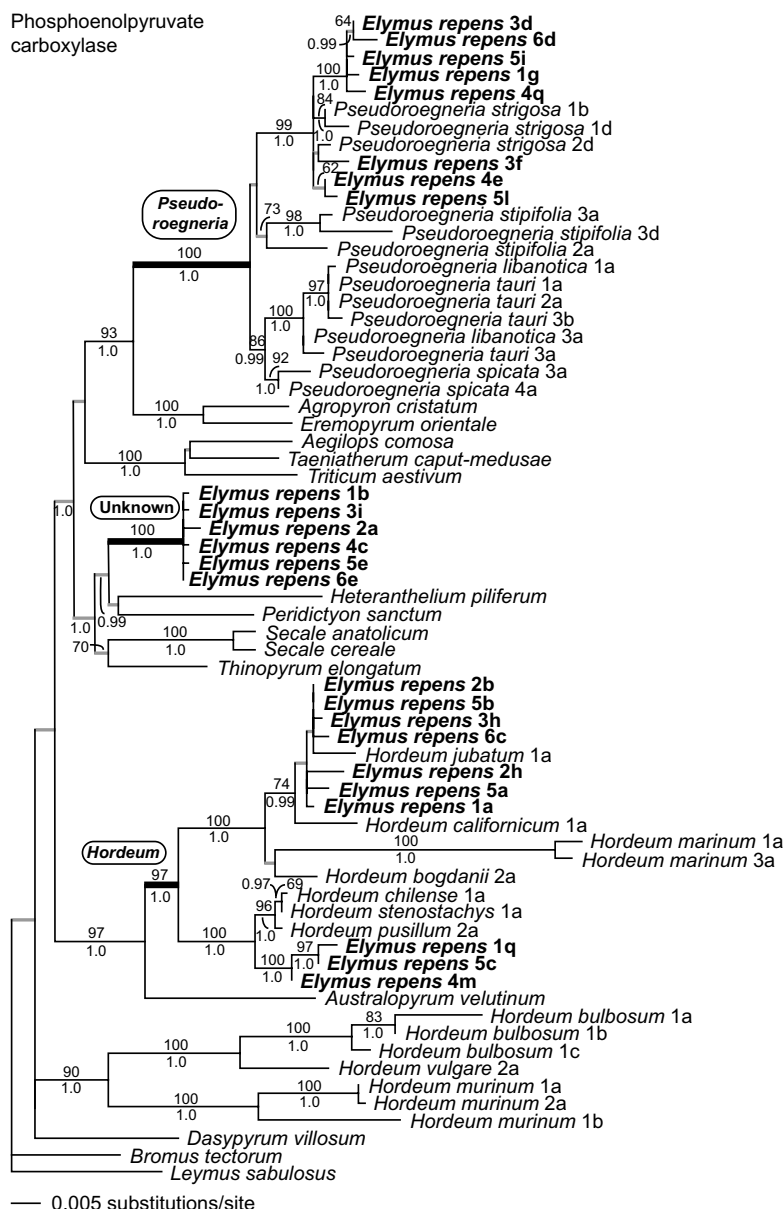 Phosphoenolpyruvate
carboxylase
64
Elymus repens 3d
0.99
Elymus repens 6d
Elymus repens 5i
100
1.0
Elymus repens 1g
Elymus repens 4q
84
Pseudoroegneria strigosa 1b
99
1.0
1.0
Pseudoroegneria strigosa 1d
Pseudoroegneria strigosa 2d
Elymus repens 3f
62
Elymus repens 4e
Elymus repens 5l
Pseudo-
roegneria
73
98
1.0
Pseudoroegneria stipifolia 3a
Pseudoroegneria stipifolia 3d
Pseudoroegneria stipifolia 2a
100
1.0
Pseudoroegneria libanotica 1a
97
1.0
Pseudoroegneria tauri 1a
Pseudoroegneria tauri 2a
100
1.0
Pseudoroegneria tauri 3b
93
1.0
86
0.99
Pseudoroegneria libanotica 3a
Pseudoroegneria tauri 3a
92
1.0
Pseudoroegneria spicata 3a
Pseudoroegneria spicata 4a
100
1.0
Agropyron cristatum
Eremopyrum orientale
Aegilops comosa
100
1.0
Taeniatherum caput-medusae
Triticum aestivum
1.0
Unknown
Elymus repens 1b
Elymus repens 3i
100
1.0
Elymus repens 2a
Elymus repens 4c
Elymus repens 5e
Elymus repens 6e
Heteranthelium piliferum
0.99
Peridictyon sanctum
1.0
70
100
1.0
Secale anatolicum
Secale cereale
Thinopyrum elongatum
Elymus repens 2b
Elymus repens 5b
Elymus repens 3h
Elymus repens 6c
Hordeum jubatum 1a
74
0.99
Elymus repens 2h
Elymus repens 5a
Elymus repens 1a
100
1.0
Hordeum californicum 1a
Hordeum
100
1.0
Hordeum marinum 1a
Hordeum marinum 3a
97
1.0
Hordeum bogdanii 2a
0.97
69
Hordeum chilense 1a
96
1.0
Hordeum stenostachys 1a
Hordeum pusillum 2a
97
1.0
100
1.0
97
1.0
Elymus repens 1q
100
1.0
Elymus repens 5c
Elymus repens 4m
Australopyrum velutinum
83
1.0
Hordeum bulbosum 1a
Hordeum bulbosum 1b
100
1.0
Hordeum bulbosum 1c
100
1.0
Hordeum vulgare 2a
90
1.0
100
1.0
Hordeum murinum 1a
Hordeum murinum 2a
100
1.0
Hordeum murinum 1b
Dasypyrum villosum
Bromus tectorum
Leymus sabulosus
0.005 substitutions/site